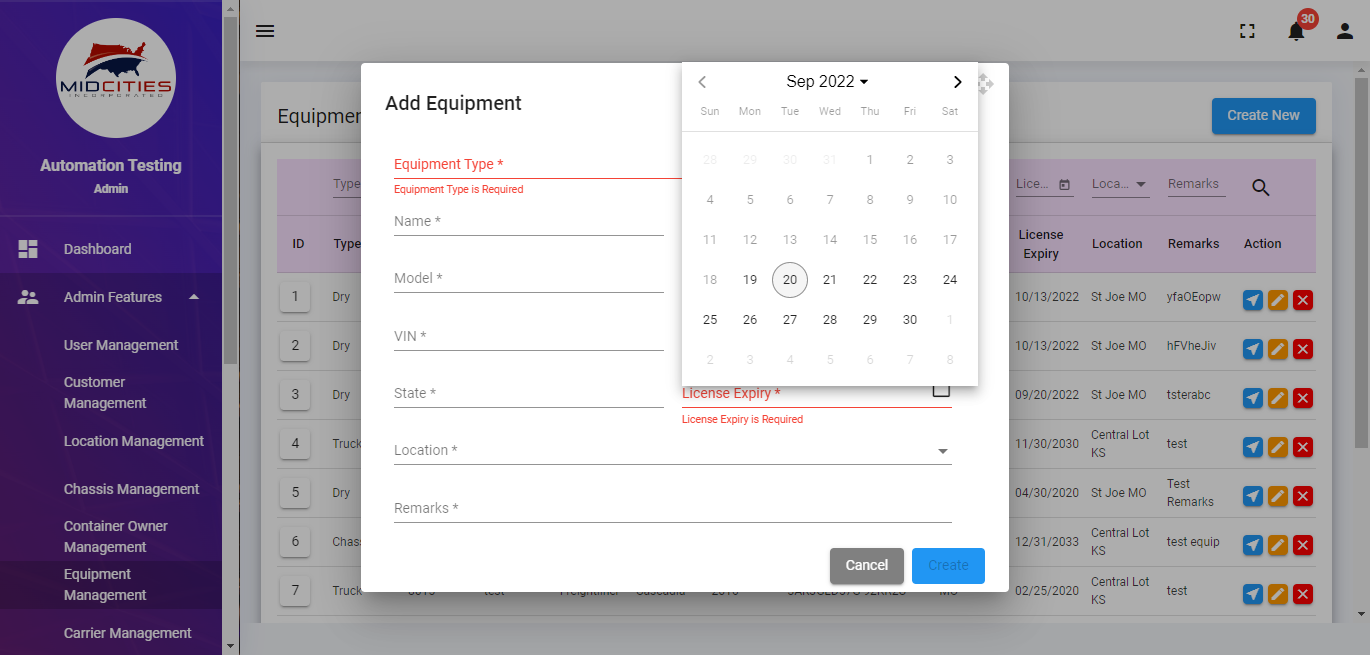 MIDCITIES
INCORPORATED
Automation Testing
Admin
Dashboard
Admin Features
User Management
Customer
Management
Location Management
Chassis Management
Container Owner
Management
Equipment
Management
Carrier Management
30
Equipmen
Create New
Type
Lice...
Loca...
Remarks
ID
Type
License
Expiry
Location
Remarks
Action
1
Dry
10/13/2022
St Joe MO
yfaOEopw
2
Dry
10/13/2022
St Joe MO
hFVheJiv
3
Dry
09/20/2022
St Joe MO
tsterabc
4
Truck
11/30/2030
Central Lot
KS
test
5
Dry
04/30/2020
St Joe MO
Test
Remarks
6
Chass
12/31/2033
Central Lot
KS
test equip
7
Truck
02/25/2020
Central Lot
KS
test
Add Equipment
Equipment Type *
Equipment Type is Required
Name *
Model *
VIN *
State *
License Expiry *
License Expiry is Required
Location *
Remarks *
Cancel
Create
Sep 2022
Sun Mon Tue Wed Thu Fri Sat
28 29 30 31 1 2 3
4 5 6 7 8 9 10
11 12 13 14 15 16 17
18 19 20 21 22 23 24
25 26 27 28 29 30 1
2 3 4 5 6 7 8